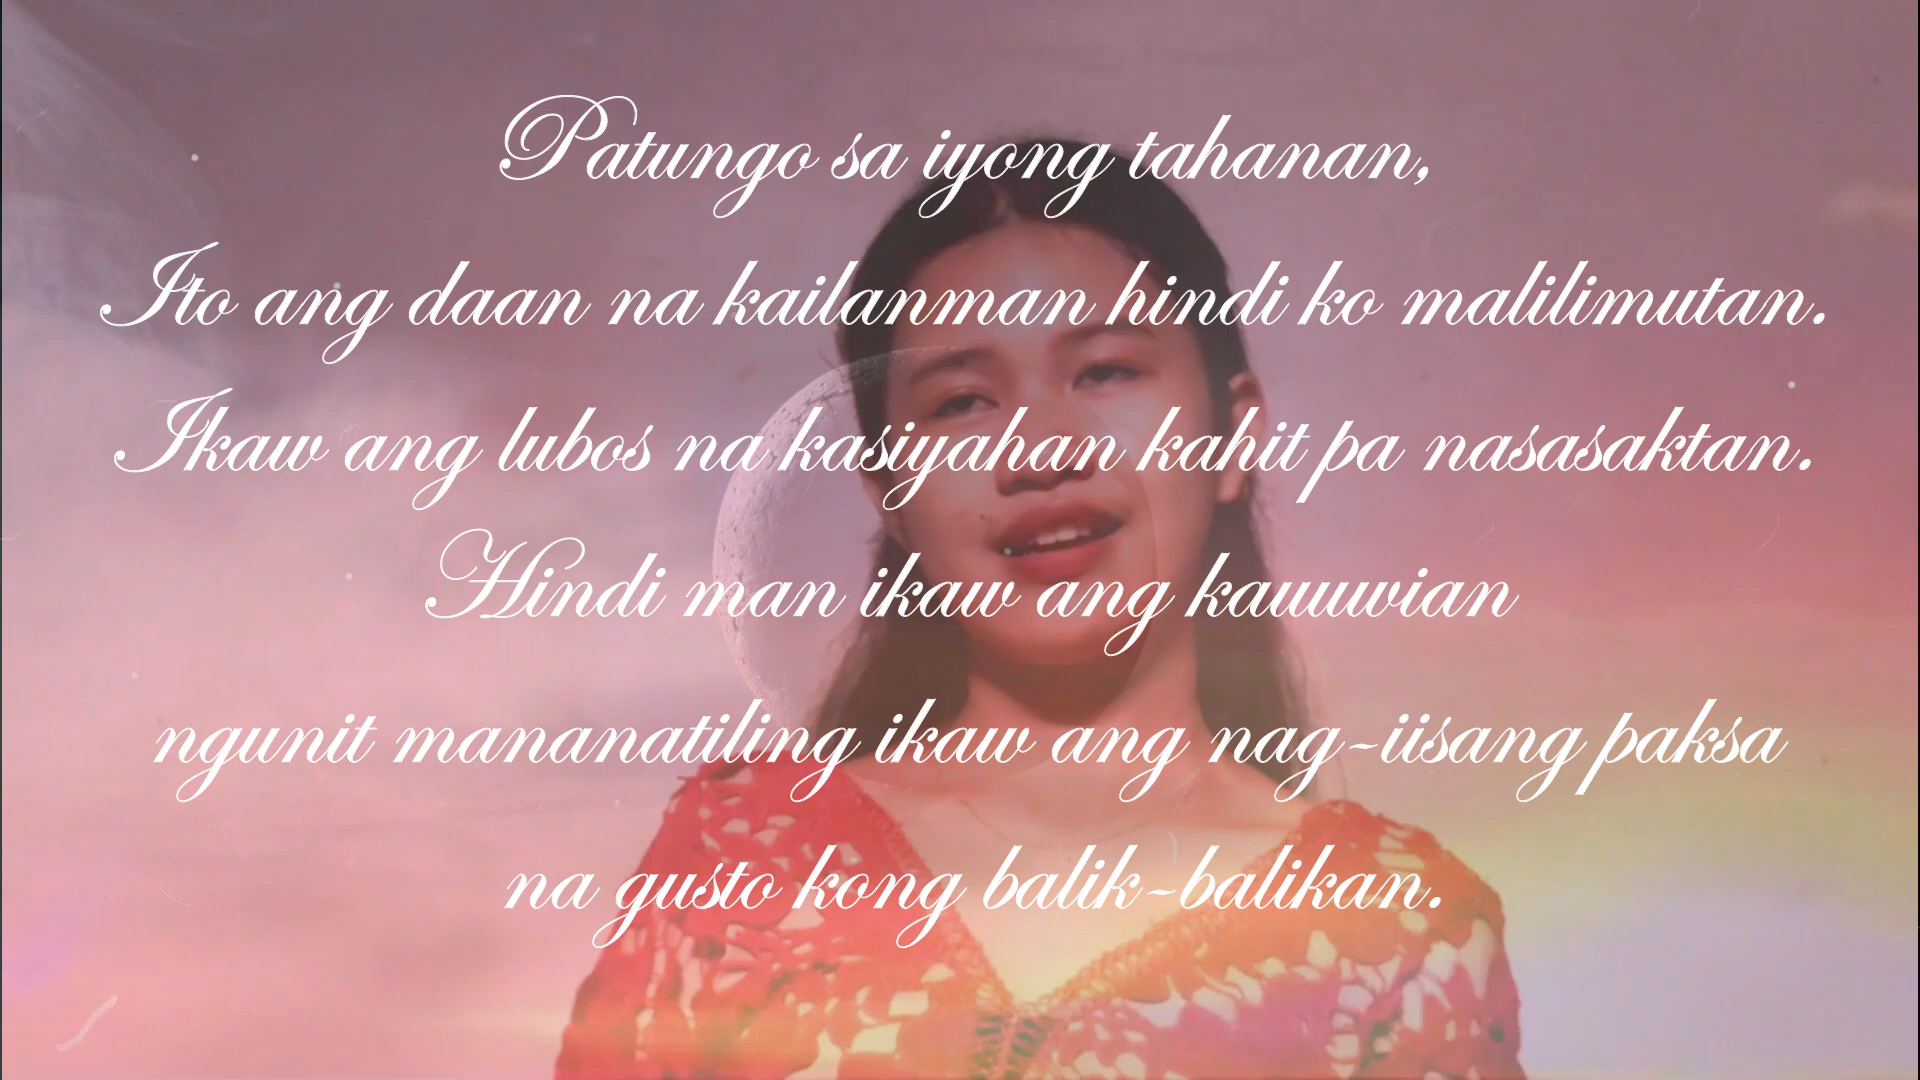 Patungo sa iyong tahanan,
Ito ang daan na kailanman hindi ko malilimutan.
Ikaw ang lubos na kasiyahan kahit pa nasasaktan.
Hindi man ikaw ang kauuwian
ngunit mananatiling ikaw ang nag-iisang paksa
na gusto kong balik-balikan.